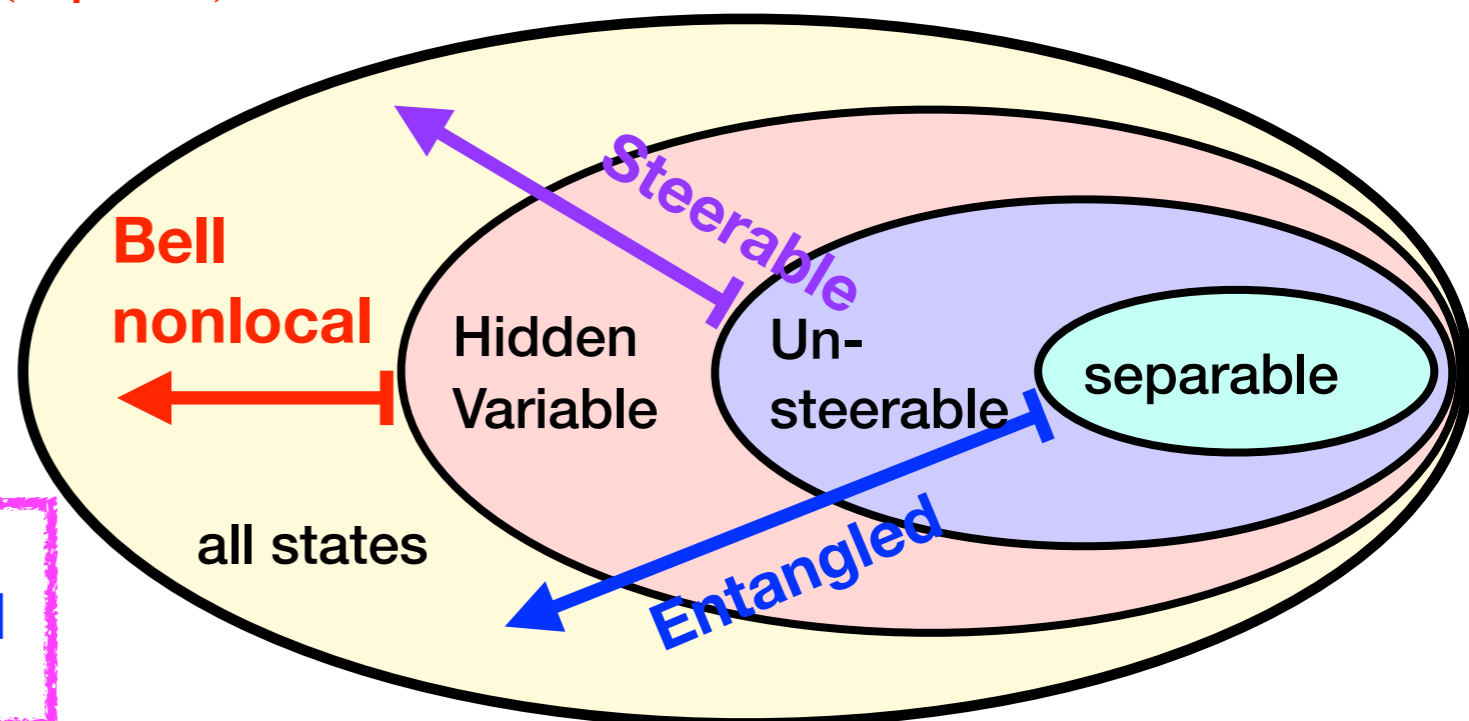 Steerable
Bell
nonlocal
Hidden
Variable
Un-
steerable
separable
all states
Entangled